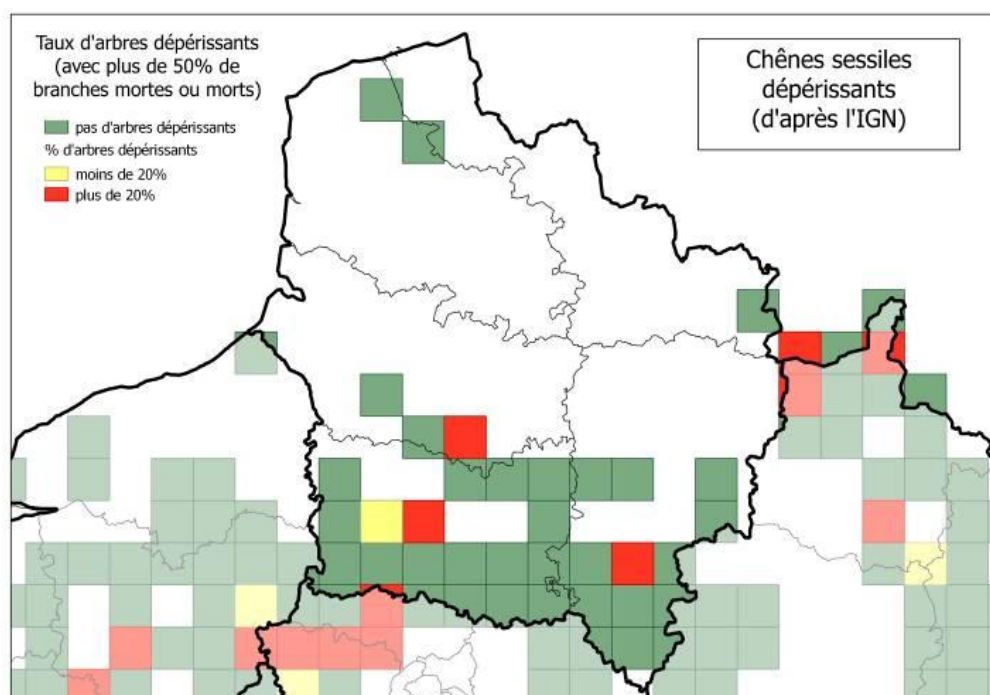 Taux d'arbres dépérissants
(avec plus de 50% de
branches mortes ou morts)
pas d'arbres dépérissants
% d'arbres dépérissants
moins de 20%
plus de 20%
Chênes sessiles
dépérissants
(d'après l'IGN)